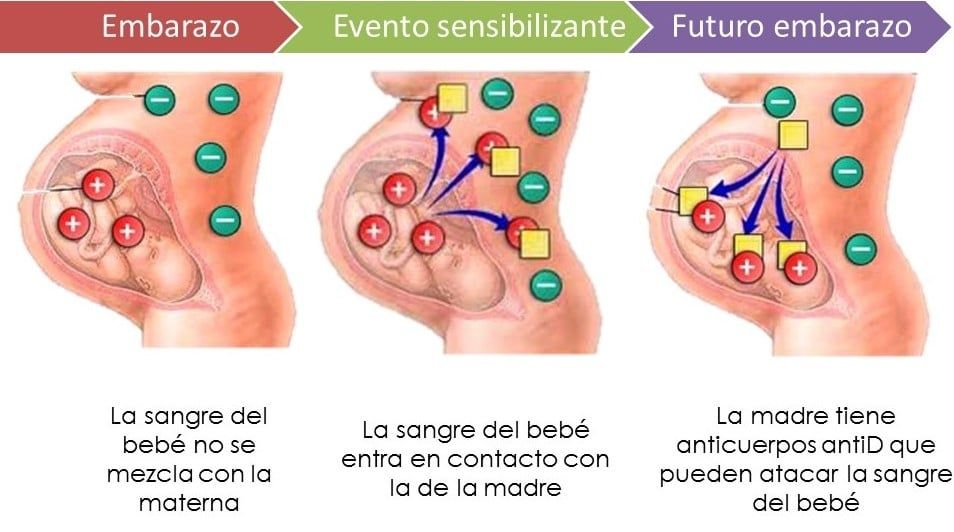 Embarazo
Evento sensibilizante
Futuro embarazo
La sangre del
bebé no se
mezcla con la
materna
La sangre del bebé
entra en contacto con
la de la madre
La madre tiene
anticuerpos antiD que
pueden atacar la sangre
del bebé